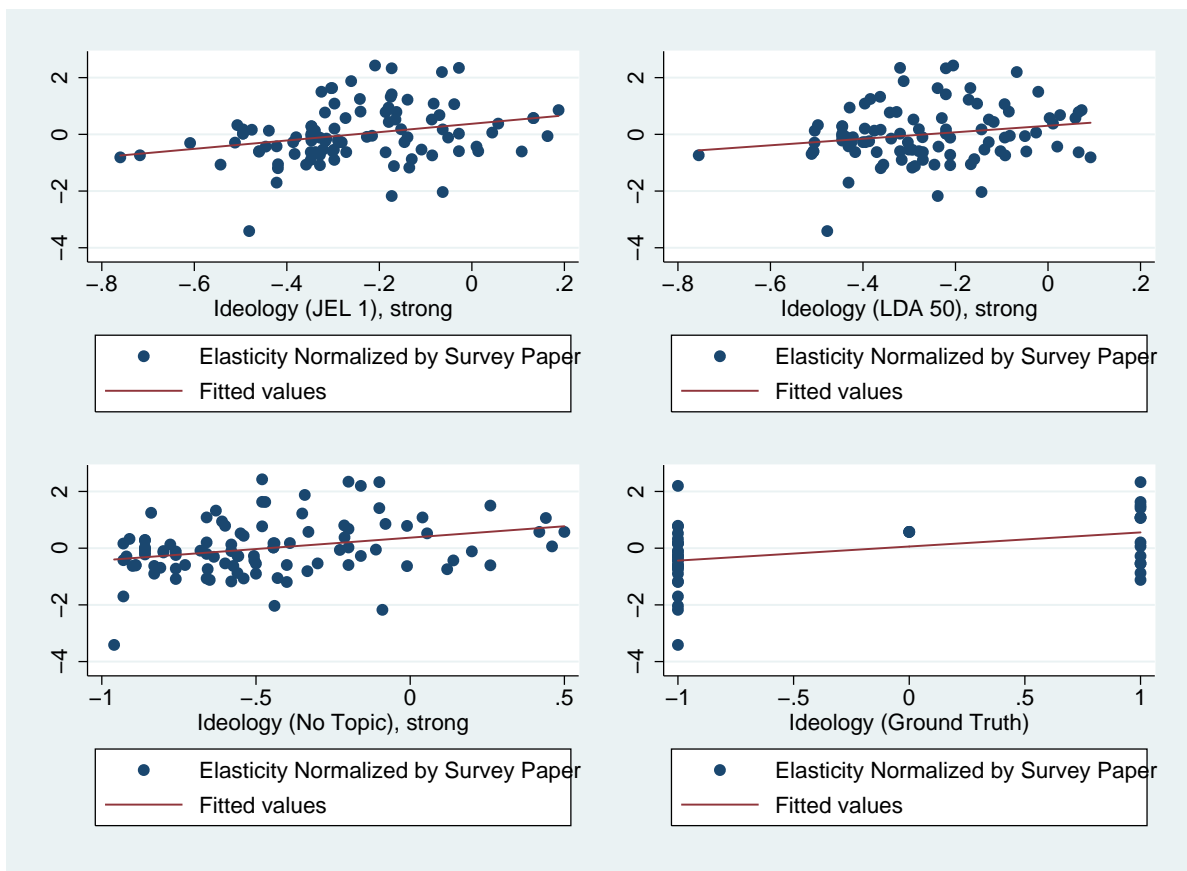 2
0
−2
−4
−.8 −.6 −.4 −.2 0 .2
Ideology (JEL 1), strong
Elasticity Normalized by Survey Paper
Fitted values
2
0
−2
−4
−.8 −.6 −.4 −.2 0 .2
Ideology (LDA 50), strong
Elasticity Normalized by Survey Paper
Fitted values
2
0
−2
−4
−1 −.5 0 .5
Ideology (No Topic), strong
Elasticity Normalized by Survey Paper
Fitted values
2
0
−2
−4
−1 −.5 0 .5 1
Ideology (Ground Truth)
Elasticity Normalized by Survey Paper
Fitted values